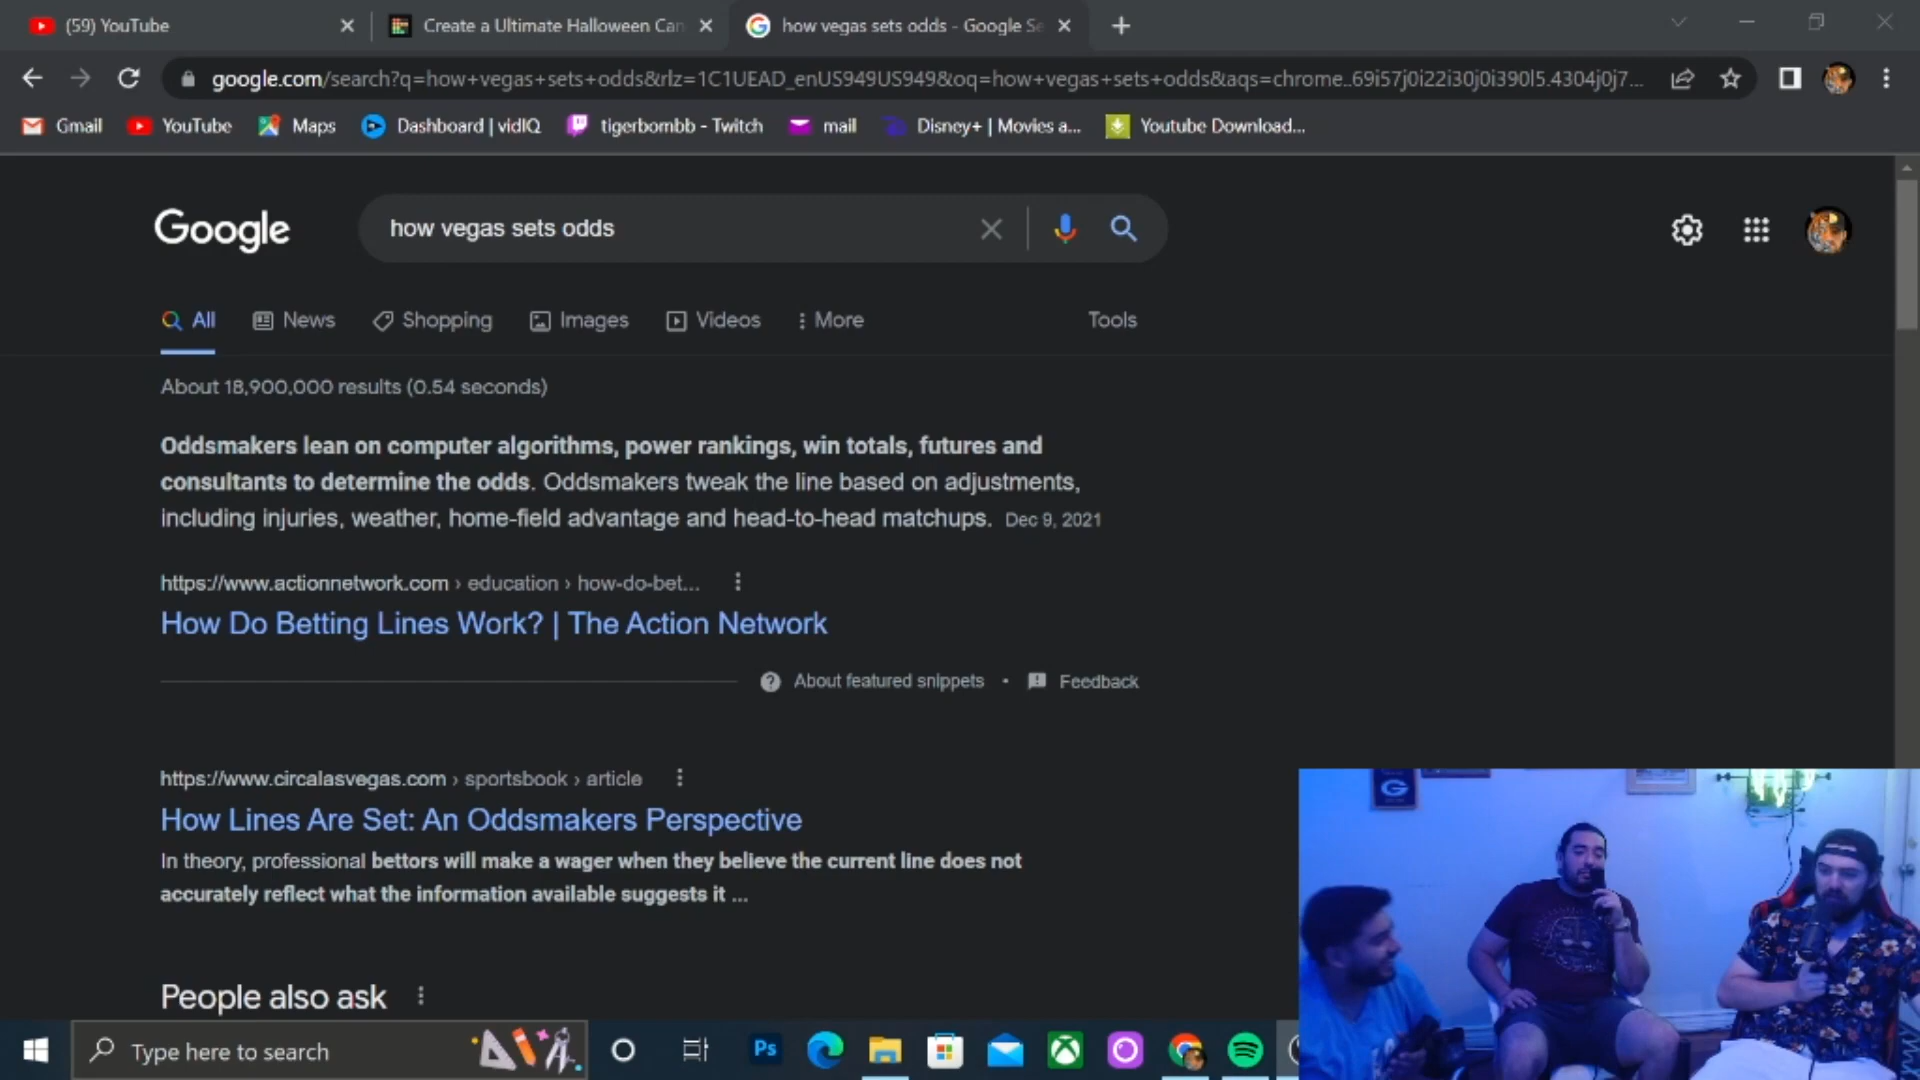 (59) YouTube
Create a Ultimate Halloween Can
how vegas sets odds - Google Se
google.com/search?q=how+vegas+sets+odds&rlz=1C1UEAD_enUS949US949&oq=how+vegas+sets+odds&aqs=chrome..69i57j0i22i30j0i390l5.4304j0j7...
Gmail
YouTube
Maps
Dashboard | vidIQ
tigerbombb - Twitch
mail
Disney+ | Movies a...
Youtube Download...
Google
how vegas sets odds
All
News
Shopping
Images
Videos
More
Tools
About 18,900,000 results (0.54 seconds)
Oddsmakers lean on computer algorithms, power rankings, win totals, futures and
consultants to determine the odds. Oddsmakers tweak the line based on adjustments,
including injuries, weather, home-field advantage and head-to-head matchups. Dec 9, 2021
https://www.actionnetwork.com › education › how-do-bet...
How Do Betting Lines Work? | The Action Network
About featured snippets • Feedback
https://www.circalasvegas.com › sportsbook › article
How Lines Are Set: An Oddsmakers Perspective
In theory, professional bettors will make a wager when they believe the current line does not
accurately reflect what the information available suggests it ...
People also ask
Type here to search
Ps
G